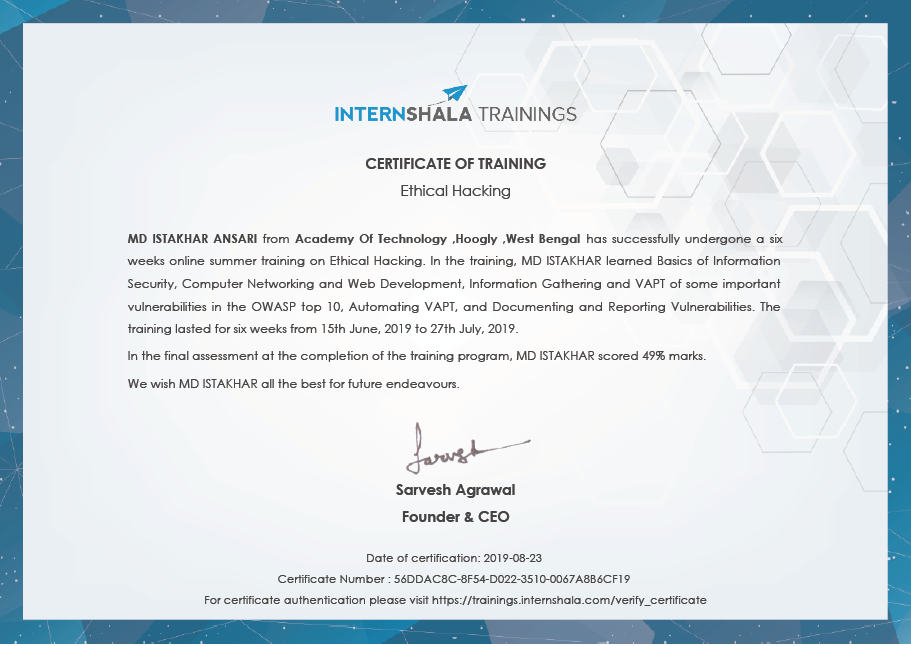 INTERNSHALA TRAININGS
CERTIFICATE OF TRAINING
Ethical Hacking
MD ISTAKHAR ANSARI from Academy Of Technology ,Hoogly ,West Bengal has successfully undergone a six
weeks online summer training on Ethical Hacking. In the training, MD ISTAKHAR learned Basics of Information
Security, Computer Networking and Web Development, Information Gathering and VAPT of some important
vulnerabilities in the OWASP top 10, Automating VAPT, and Documenting and Reporting Vulnerabilities. The
training lasted for six weeks from 15th June, 2019 to 27th July, 2019.
In the final assessment at the completion of the training program, MD ISTAKHAR scored 49% marks.
We wish MD ISTAKHAR all the best for future endeavours.
Sarvesh
Sarvesh Agrawal
Founder & CEO
Date of certification: 2019-08-23
Certificate Number : 56DDAC8C-8F54-D022-3510-0067A8B6CF19
For certificate authentication please visit https://trainings.internshala.com/verify_certificate